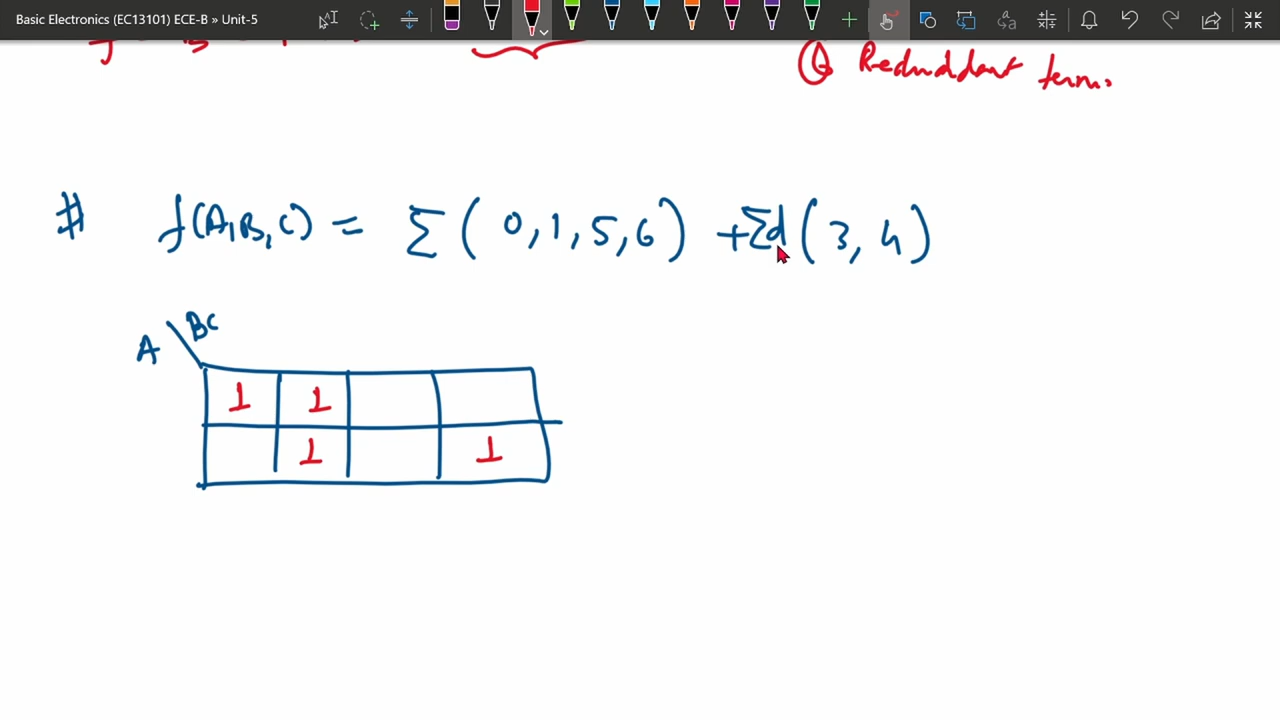 Basic Electronics (EC13101) ECE-B » Unit-5
Redundant term.
# f(A,B,C) = Σ( 0,1,5,6 ) + Σd( 3, 4 )
A \ BC
1 1
1 1